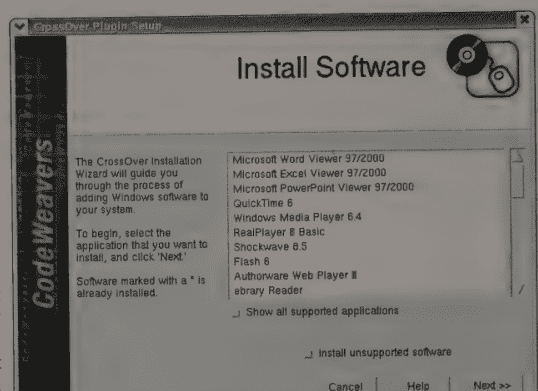 CrossOver Plugin Setup
Install Software
CodeWeavers
The CrossOver Installation
Wizard will guide you
through the process of
adding Windows software to
your system.
To begin, select the
application that you want to
install, and click 'Next.'
Software marked with a * is
already installed.
Microsoft Word Viewer 97/2000
Microsoft Excel Viewer 97/2000
Microsoft PowerPoint Viewer 97/2000
QuickTime 6
Windows Media Player 6.4
RealPlayer 8 Basic
Shockwave 8.5
Flash 6
Authorware Web Player
ebrary Reader
Show all supported applications
Install unsupported software
Cancel
Help
Next >>